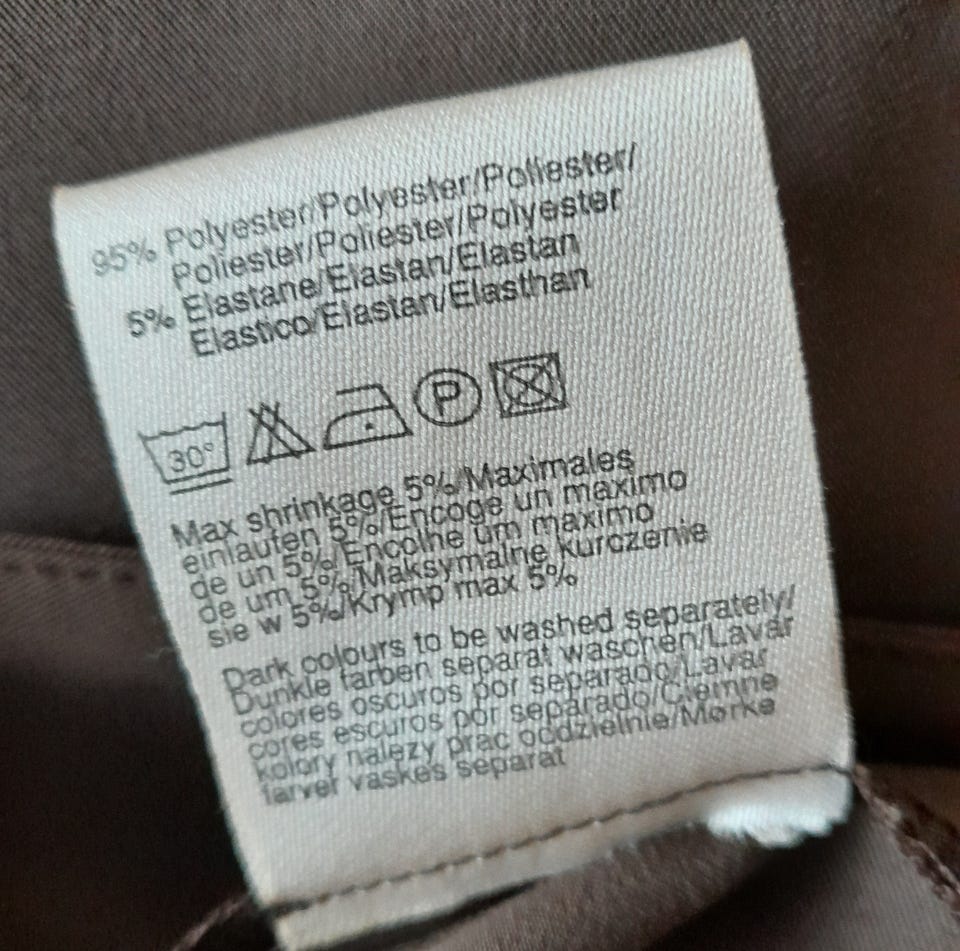 95% Polyester/Polyester/Poliester/
Poliester/Poliester/Polyester
5% Elastane/Elastan/Elastan
Elastico/Elastan/Elasthan
30° P
Max shrinkage 5%/Maximales
einlaufen 5%/Encoge un maximo
de un 5%/Encolhe um maximo
de um 5%/Maksymalne kurczenie
sie w 5%/Krymp max 5%
Dark colours to be washed separately/
Dunkle farben separat waschen/Lavar
colores oscuros por separado/Lavar
cores escuros por separado/Ciemne
kolory nalezy prac oddzielnie/Mørke
farver vaskes separat